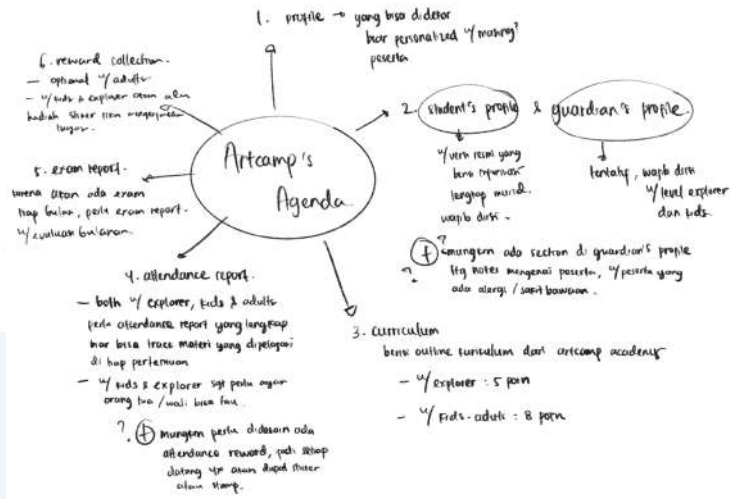 Artcamp's
Agenda
1. profile → yang bisa didekor
biar personalized u/ masing²
peserta
2. student's profile & guardian's profile.
u/ versi resmi yang
berisi informasi
lengkap murid.
wajib diisi.
tentatif, wajib diisi
u/ level explorer
dan kids.
? + mungkin ada section di guardian's profile
? ttg notes mengenai peserta, u/ peserta yang
ada alergi / sakit bawaan.
3. curriculum
berisi outline kurikulum dari artcamp academy
- u/ explorer : 5 poin
- u/ kids-adults : 8 poin
4. attendance report.
- both u/ explorer, kids & adults
perlu attendance report yang lengkap
biar bisa trace materi yang dipelajari
di tiap pertemuan
- u/ kids & explorer sgt perlu agar
orang tua / wali bisa tau.
? + mungkin perlu didesain ada
attendance reward, jadi setiap
datang akan dapat sticker
atau stamp.
5. exam report.
karena akan ada exam
tiap bulan, perlu exam report.
u/ evaluasi bulanan.
6. reward collection.
- optional u/ adults
- u/ kids & explorer akan ada
hadiah sticker